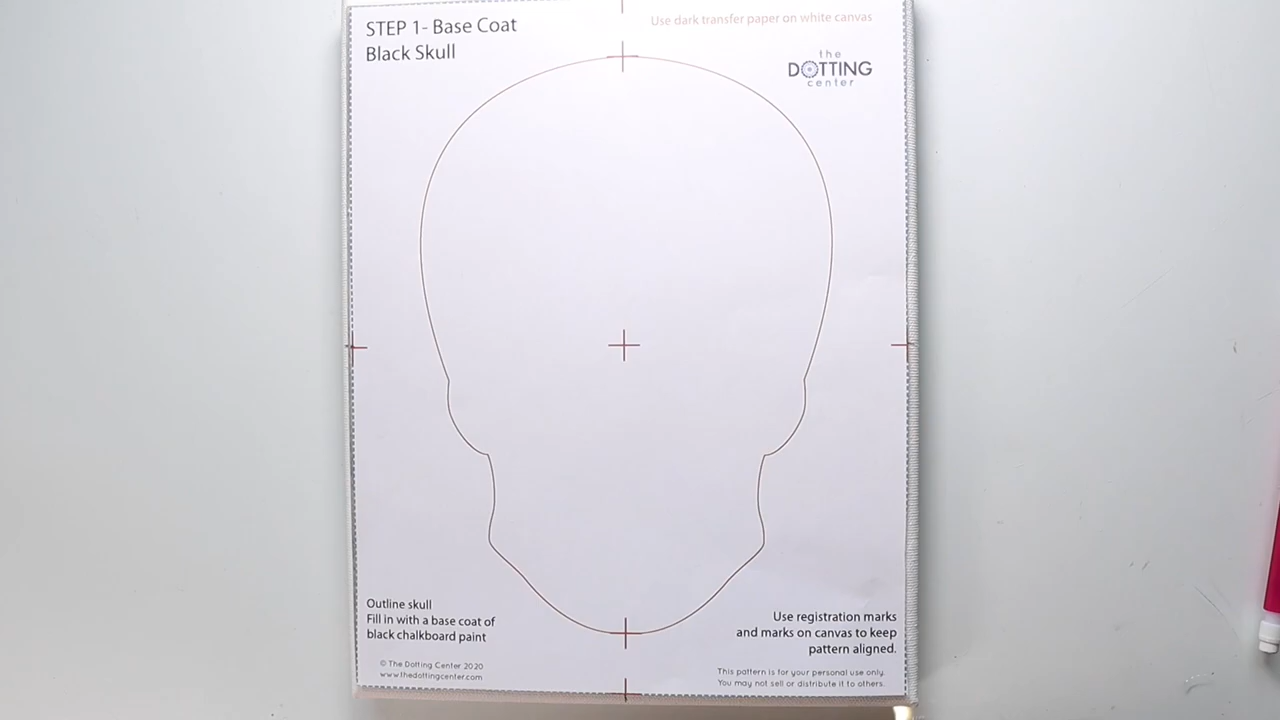 STEP 1- Base Coat
Black Skull
Use dark transfer paper on white canvas
the
DOTTING
center
Outline skull
Fill in with a base coat of
black chalkboard paint
© The Dotting Center 2020
www.thedottingcenter.com
Use registration marks
and marks on canvas to keep
pattern aligned.
This pattern is for your personal use only.
You may not sell or distribute it to others.